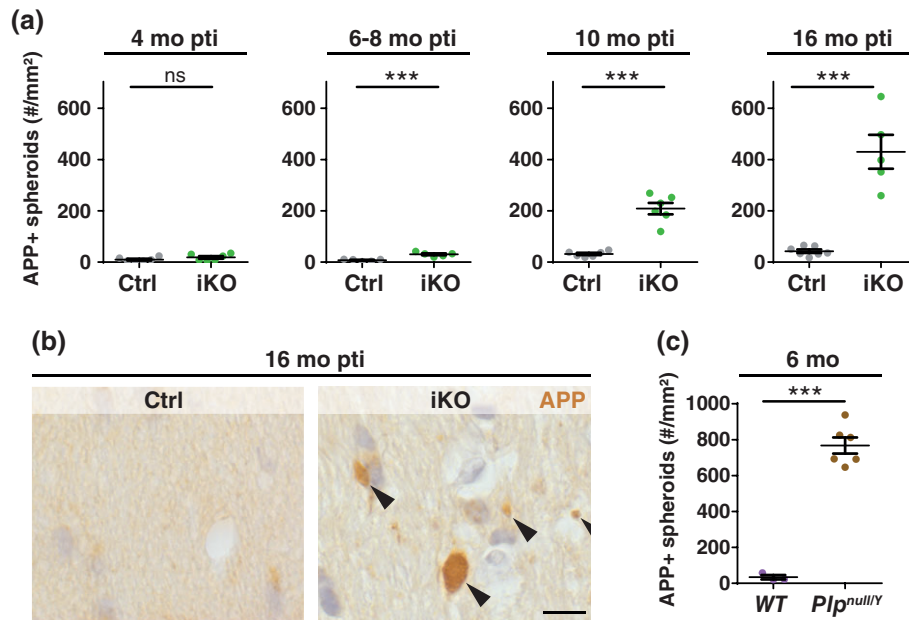 (a)
4 mo pti 6-8 mo pti 10 mo pti 16 mo pti
APP+ spheroids (#/mm²)
ns *** *** ***
600 600 600 600
400 400 400 400
200 200 200 200
0 0 0 0
Ctrl iKO Ctrl iKO Ctrl iKO Ctrl iKO
(b)
16 mo pti
Ctrl iKO APP
(c)
6 mo
APP+ spheroids (#/mm²)
***
1000
800
600
400
200
0
WT Plp^null/Y